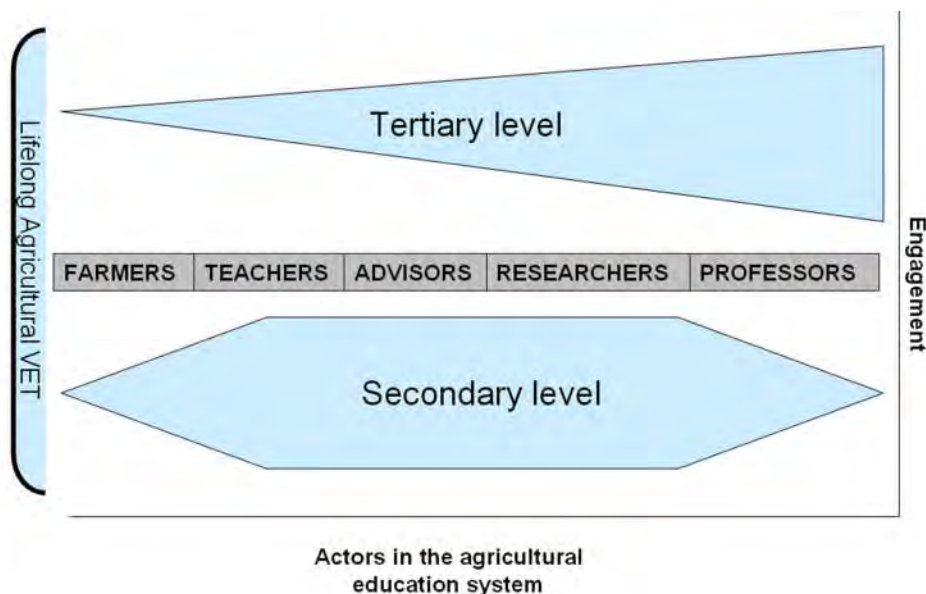 Lifelong Agricultural VET
Tertiary level
FARMERS TEACHERS ADVISORS RESEARCHERS PROFESSORS
Engagement
Secondary level
Actors in the agricultural
education system